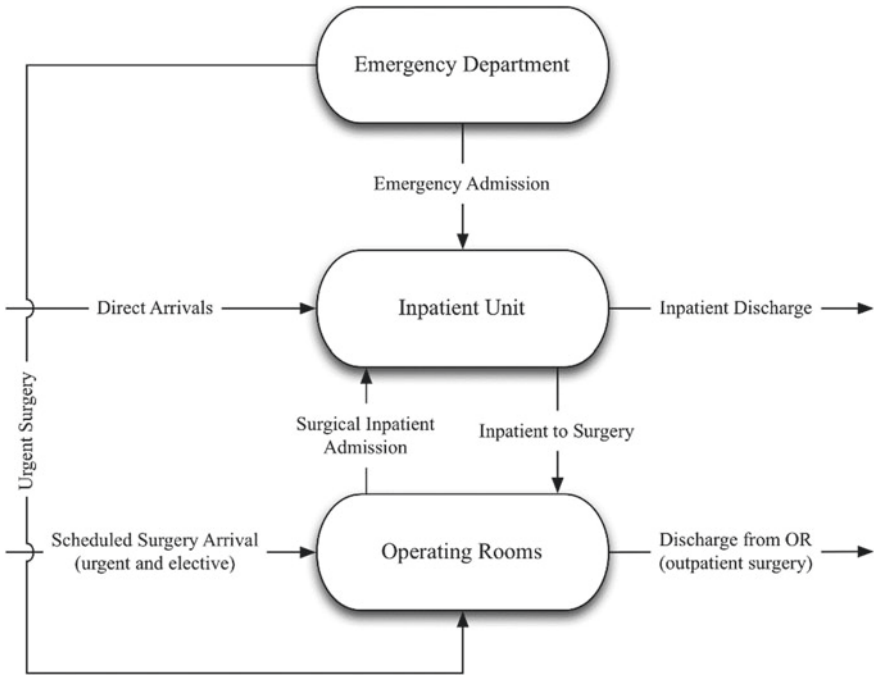 Emergency Department
Emergency Admission
Direct Arrivals
Inpatient Unit
Inpatient Discharge
Urgent Surgery
Surgical Inpatient
Admission
Inpatient to Surgery
Scheduled Surgery Arrival
(urgent and elective)
Operating Rooms
Discharge from OR
(outpatient surgery)